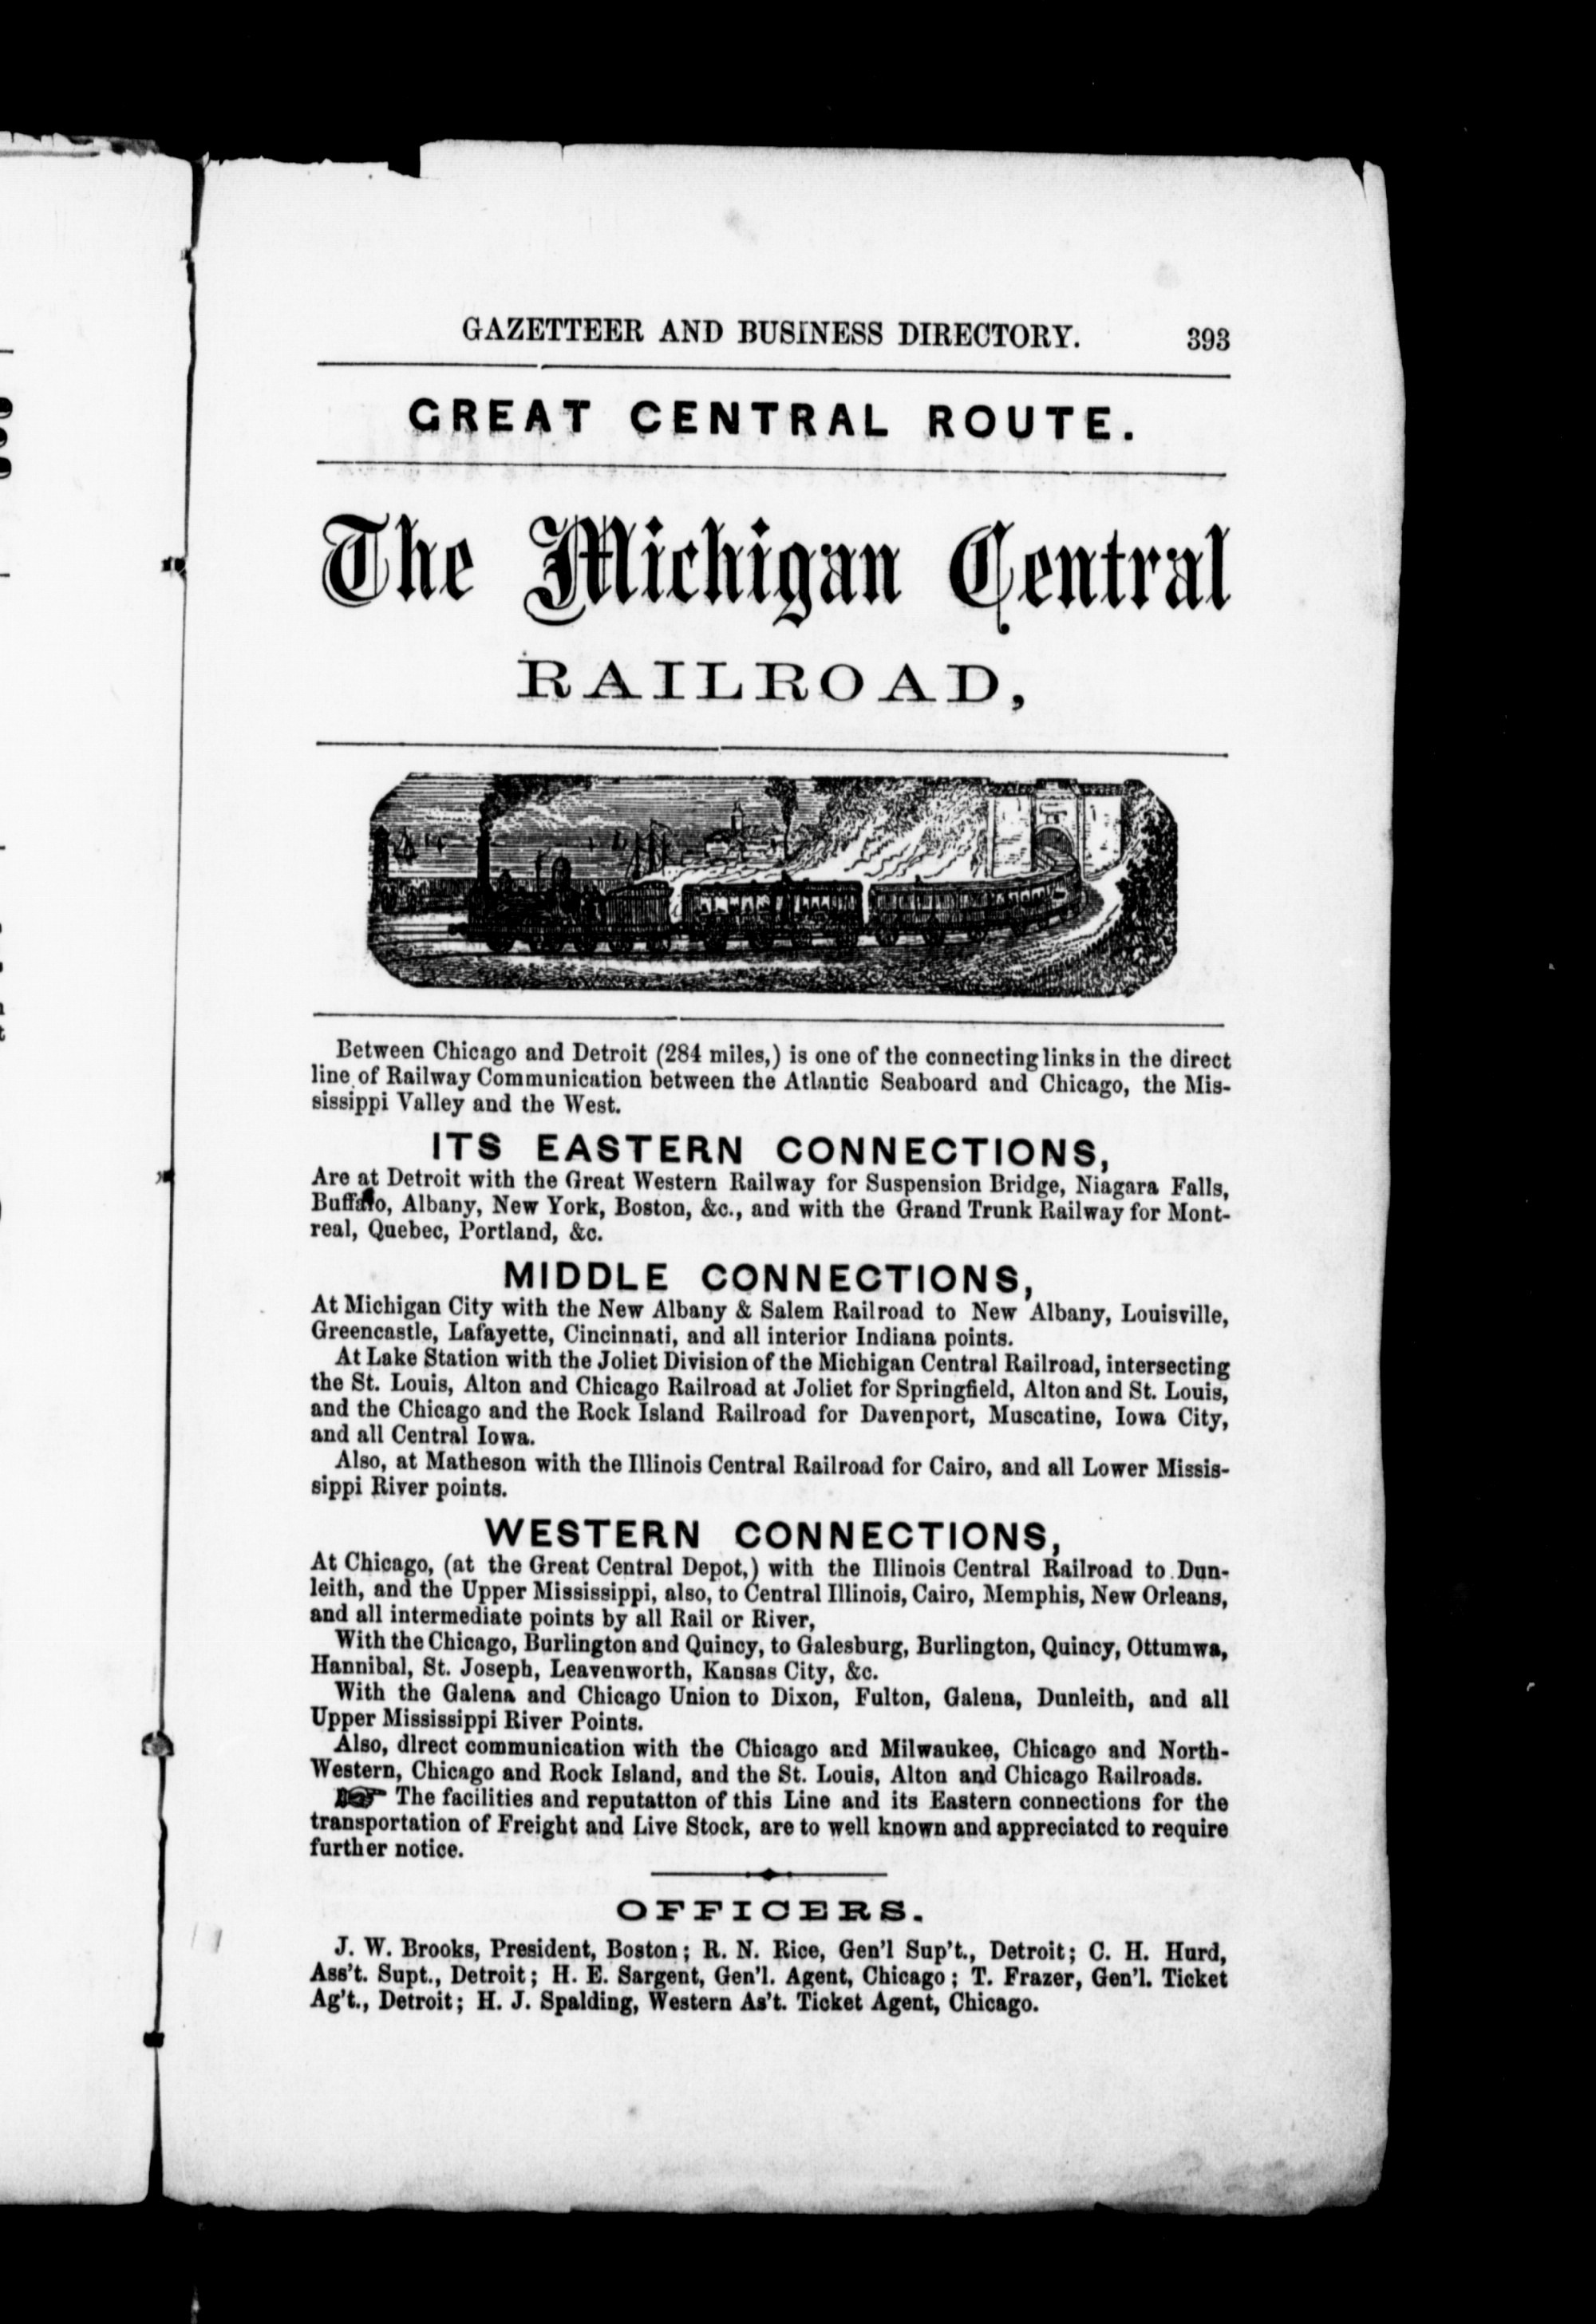 GAZETTEER AND BUSINESS DIRECTORY. 393
GREAT CENTRAL ROUTE.
The Michigan Central
RAILROAD,
Between Chicago and Detroit (284 miles,) is one of the connecting links in the direct
line of Railway Communication between the Atlantic Seaboard and Chicago, the Mis-
sissippi Valley and the West.
ITS EASTERN CONNECTIONS,
Are at Detroit with the Great Western Railway for Suspension Bridge, Niagara Falls,
Buffalo, Albany, New York, Boston, &c., and with the Grand Trunk Railway for Mont-
real, Quebec, Portland, &c.
MIDDLE CONNECTIONS,
At Michigan City with the New Albany & Salem Railroad to New Albany, Louisville,
Greencastle, Lafayette, Cincinnati, and all interior Indiana points.
At Lake Station with the Joliet Division of the Michigan Central Railroad, intersecting
the St. Louis, Alton and Chicago Railroad at Joliet for Springfield, Alton and St. Louis,
and the Chicago and the Rock Island Railroad for Davenport, Muscatine, Iowa City,
and all Central Iowa.
Also, at Matheson with the Illinois Central Railroad for Cairo, and all Lower Missis-
sippi River points.
WESTERN CONNECTIONS,
At Chicago, (at the Great Central Depot,) with the Illinois Central Railroad to Dun-
leith, and the Upper Mississippi, also, to Central Illinois, Cairo, Memphis, New Orleans,
and all intermediate points by all Rail or River,
With the Chicago, Burlington and Quincy, to Galesburg, Burlington, Quincy, Ottumwa,
Hannibal, St. Joseph, Leavenworth, Kansas City, &c.
With the Galena and Chicago Union to Dixon, Fulton, Galena, Dunleith, and all
Upper Mississippi River Points.
Also, dlrect communication with the Chicago and Milwaukee, Chicago and North-
Western, Chicago and Rock Island, and the St. Louis, Alton and Chicago Railroads.
☞ The facilities and reputatton of this Line and its Eastern connections for the
transportation of Freight and Live Stock, are to well known and appreciated to require
further notice.
OFFICERS.
J. W. Brooks, President, Boston; R. N. Rice, Gen'l Sup't., Detroit; C. H. Hurd,
Ass't. Supt., Detroit; H. E. Sargent, Gen'l. Agent, Chicago; T. Frazer, Gen'l. Ticket
Ag't., Detroit; H. J. Spalding, Western As't. Ticket Agent, Chicago.